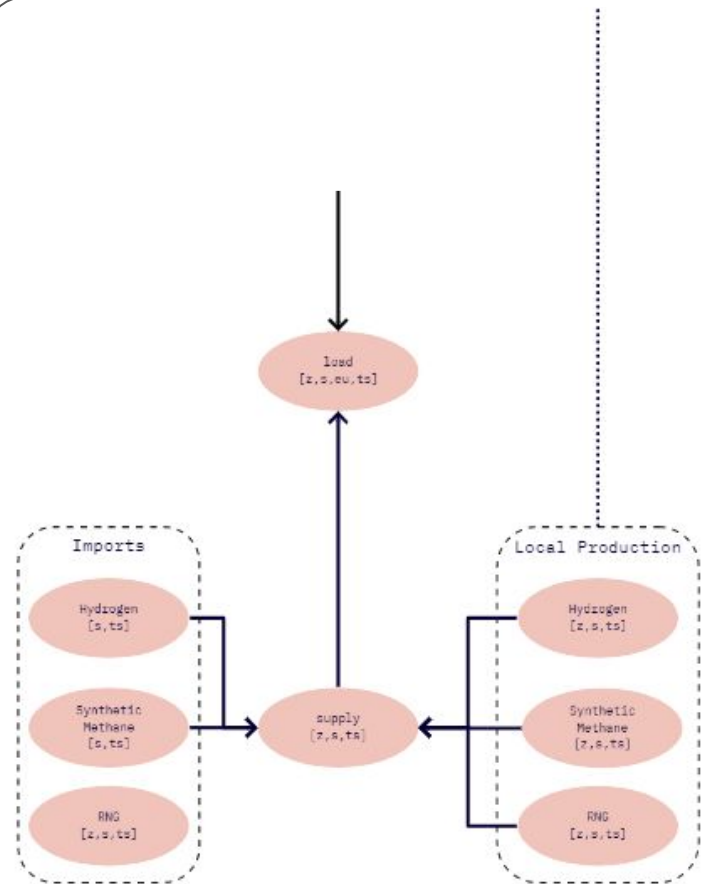 load
[z,s,eu,ts]
Imports
Hydrogen
[s,ts]
Synthetic
Methane
[s,ts]
RNG
[z,s,ts]
supply
[z,s,ts]
Local Production
Hydrogen
[z,s,ts]
Synthetic
Methane
[z,s,ts]
RNG
[z,s,ts]